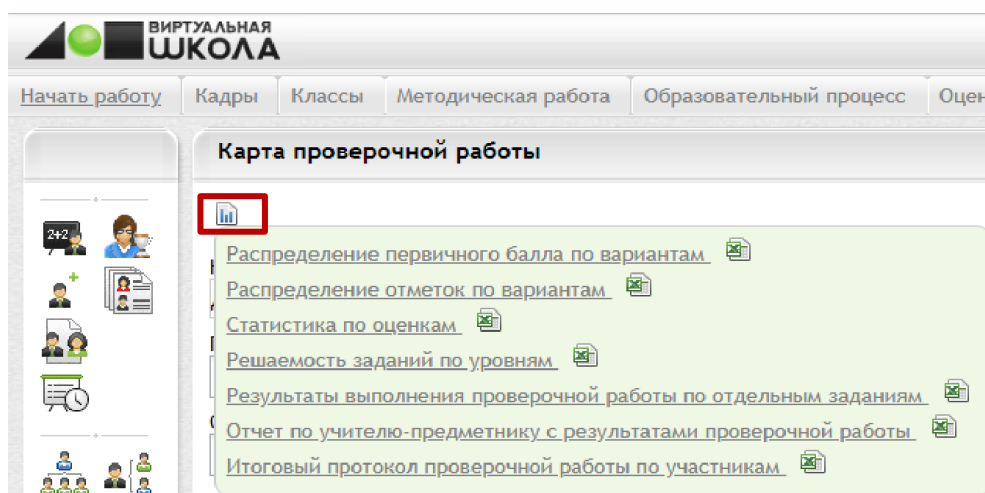 ВИРТУАЛЬНАЯ
ШКОЛА
Начать работу Кадры Классы Методическая работа Образовательный процесс Оцен
Карта проверочной работы
2+2
Распределение первичного балла по вариантам
Распределение отметок по вариантам
Статистика по оценкам
Решаемость заданий по уровням
Результаты выполнения проверочной работы по отдельным заданиям
Отчет по учителю-предметнику с результатами проверочной работы
Итоговый протокол проверочной работы по участникам